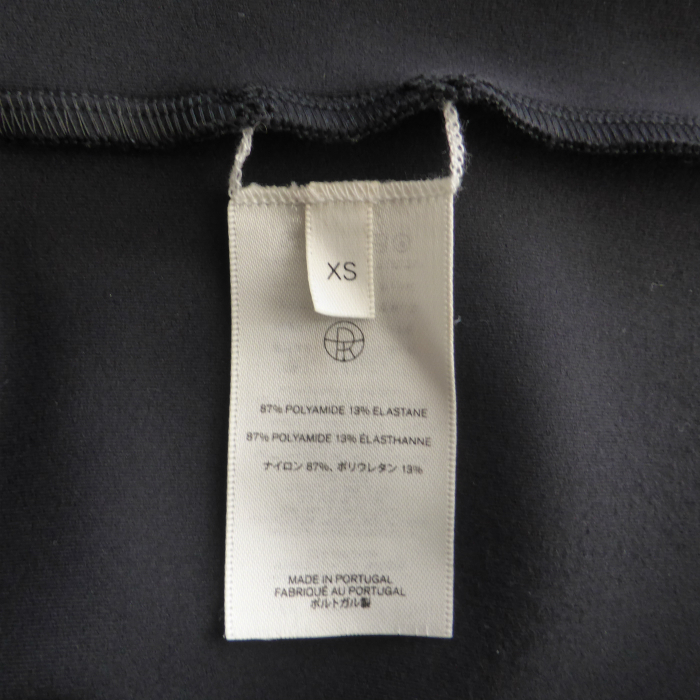 XS
87% POLYAMIDE 13% ELASTANE
87% POLYAMIDE 13% ÉLASTHANNE
ナイロン 87%、ポリウレタン 13%
MADE IN PORTUGAL
FABRIQUÉ AU PORTUGAL
ポルトガル製